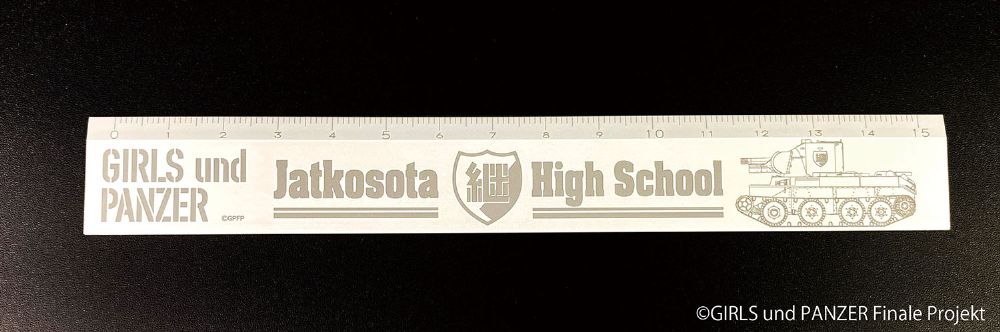 0 1 2 3 4 5 6 7 8 9 10 11 12 13 14 15
GIRLS und
PANZER
©GPFP
Jatkosota 継 High School
©GIRLS und PANZER Finale Projekt